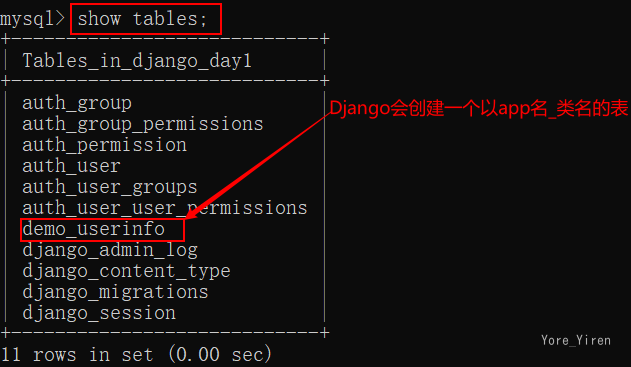 mysql> show tables;
+------------------------------+
| Tables_in_django_day1        |
+------------------------------+
| auth_group                   |
| auth_group_permissions       |
| auth_permission              |
| auth_user                    |
| auth_user_groups             |
| auth_user_user_permissions   |
| demo_userinfo                |
| django_admin_log             |
| django_content_type          |
| django_migrations            |
| django_session               |
+------------------------------+
11 rows in set (0.00 sec)
Django会创建一个以app名_类名的表
Yore_Yiren